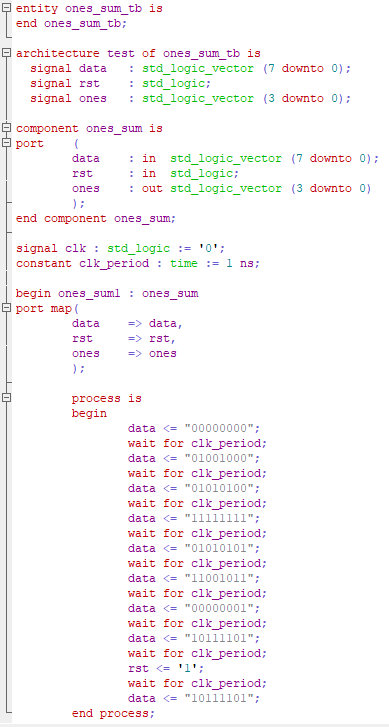 entity ones_sum_tb is
end ones_sum_tb;
architecture test of ones_sum_tb is
signal data : std_logic_vector (7 downto 0);
signal rst : std_logic;
signal ones : std_logic_vector (3 downto 0);
component ones_sum is
port (
data : in std_logic_vector (7 downto 0);
rst : in std_logic;
ones : out std_logic_vector (3 downto 0)
);
end component ones_sum;
signal clk : std_logic := '0';
constant clk_period : time := 1 ns;
begin ones_sum1 : ones_sum
port map(
data => data,
rst => rst,
ones => ones
);
process is
begin
data <= "00000000";
wait for clk_period;
data <= "01001000";
wait for clk_period;
data <= "01010100";
wait for clk_period;
data <= "11111111";
wait for clk_period;
data <= "01010101";
wait for clk_period;
data <= "11001011";
wait for clk_period;
data <= "00000001";
wait for clk_period;
data <= "10111101";
wait for clk_period;
rst <= '1';
wait for clk_period;
data <= "10111101";
end process;